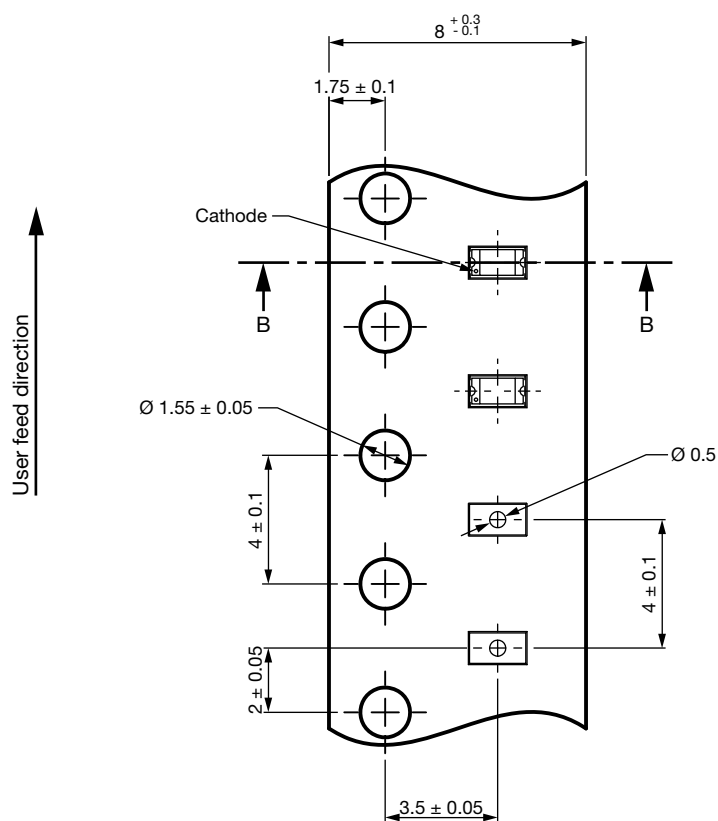 8 + 0.3 - 0.1
1.75 ± 0.1
Cathode
B
B
User feed direction
Ø 1.55 ± 0.05
Ø 0.5
4 ± 0.1
4 ± 0.1
2 ± 0.05
3.5 ± 0.05